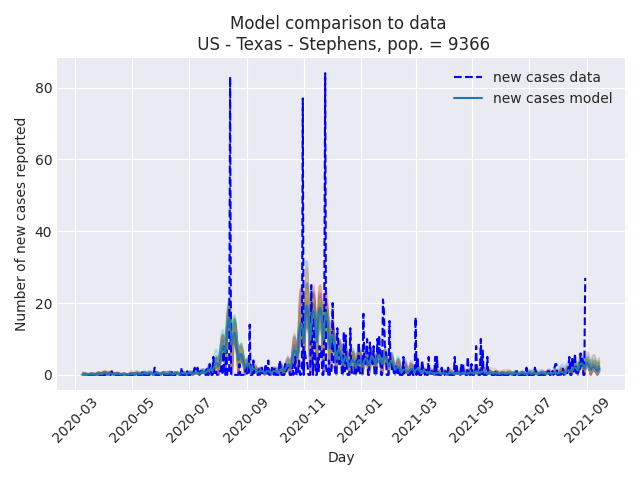 Model comparison to data
US - Texas - Stephens, pop. = 9366
new cases data
new cases model
Number of new cases reported
80
60
40
20
0
2020-03
2020-05
2020-07
2020-09
2020-11
2021-01
2021-03
2021-05
2021-07
2021-09
Day